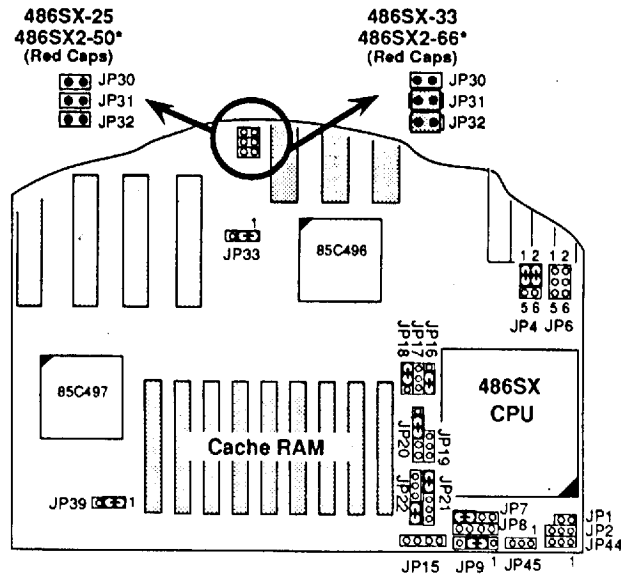 486SX-25
486SX2-50*
(Red Caps)
JP30
JP31
JP32
486SX-33
486SX2-66*
(Red Caps)
JP30
JP31
JP32
1
JP33
85C496
1 2
5 6
JP4
1 2
5 6
JP6
85C497
JP18
JP17
JP16
486SX
CPU
Cache RAM
JP20
JP19
JP22
JP21
JP39
1
JP7
JP8
JP1
JP2
JP44
JP15
JP9
1
JP45
1
1